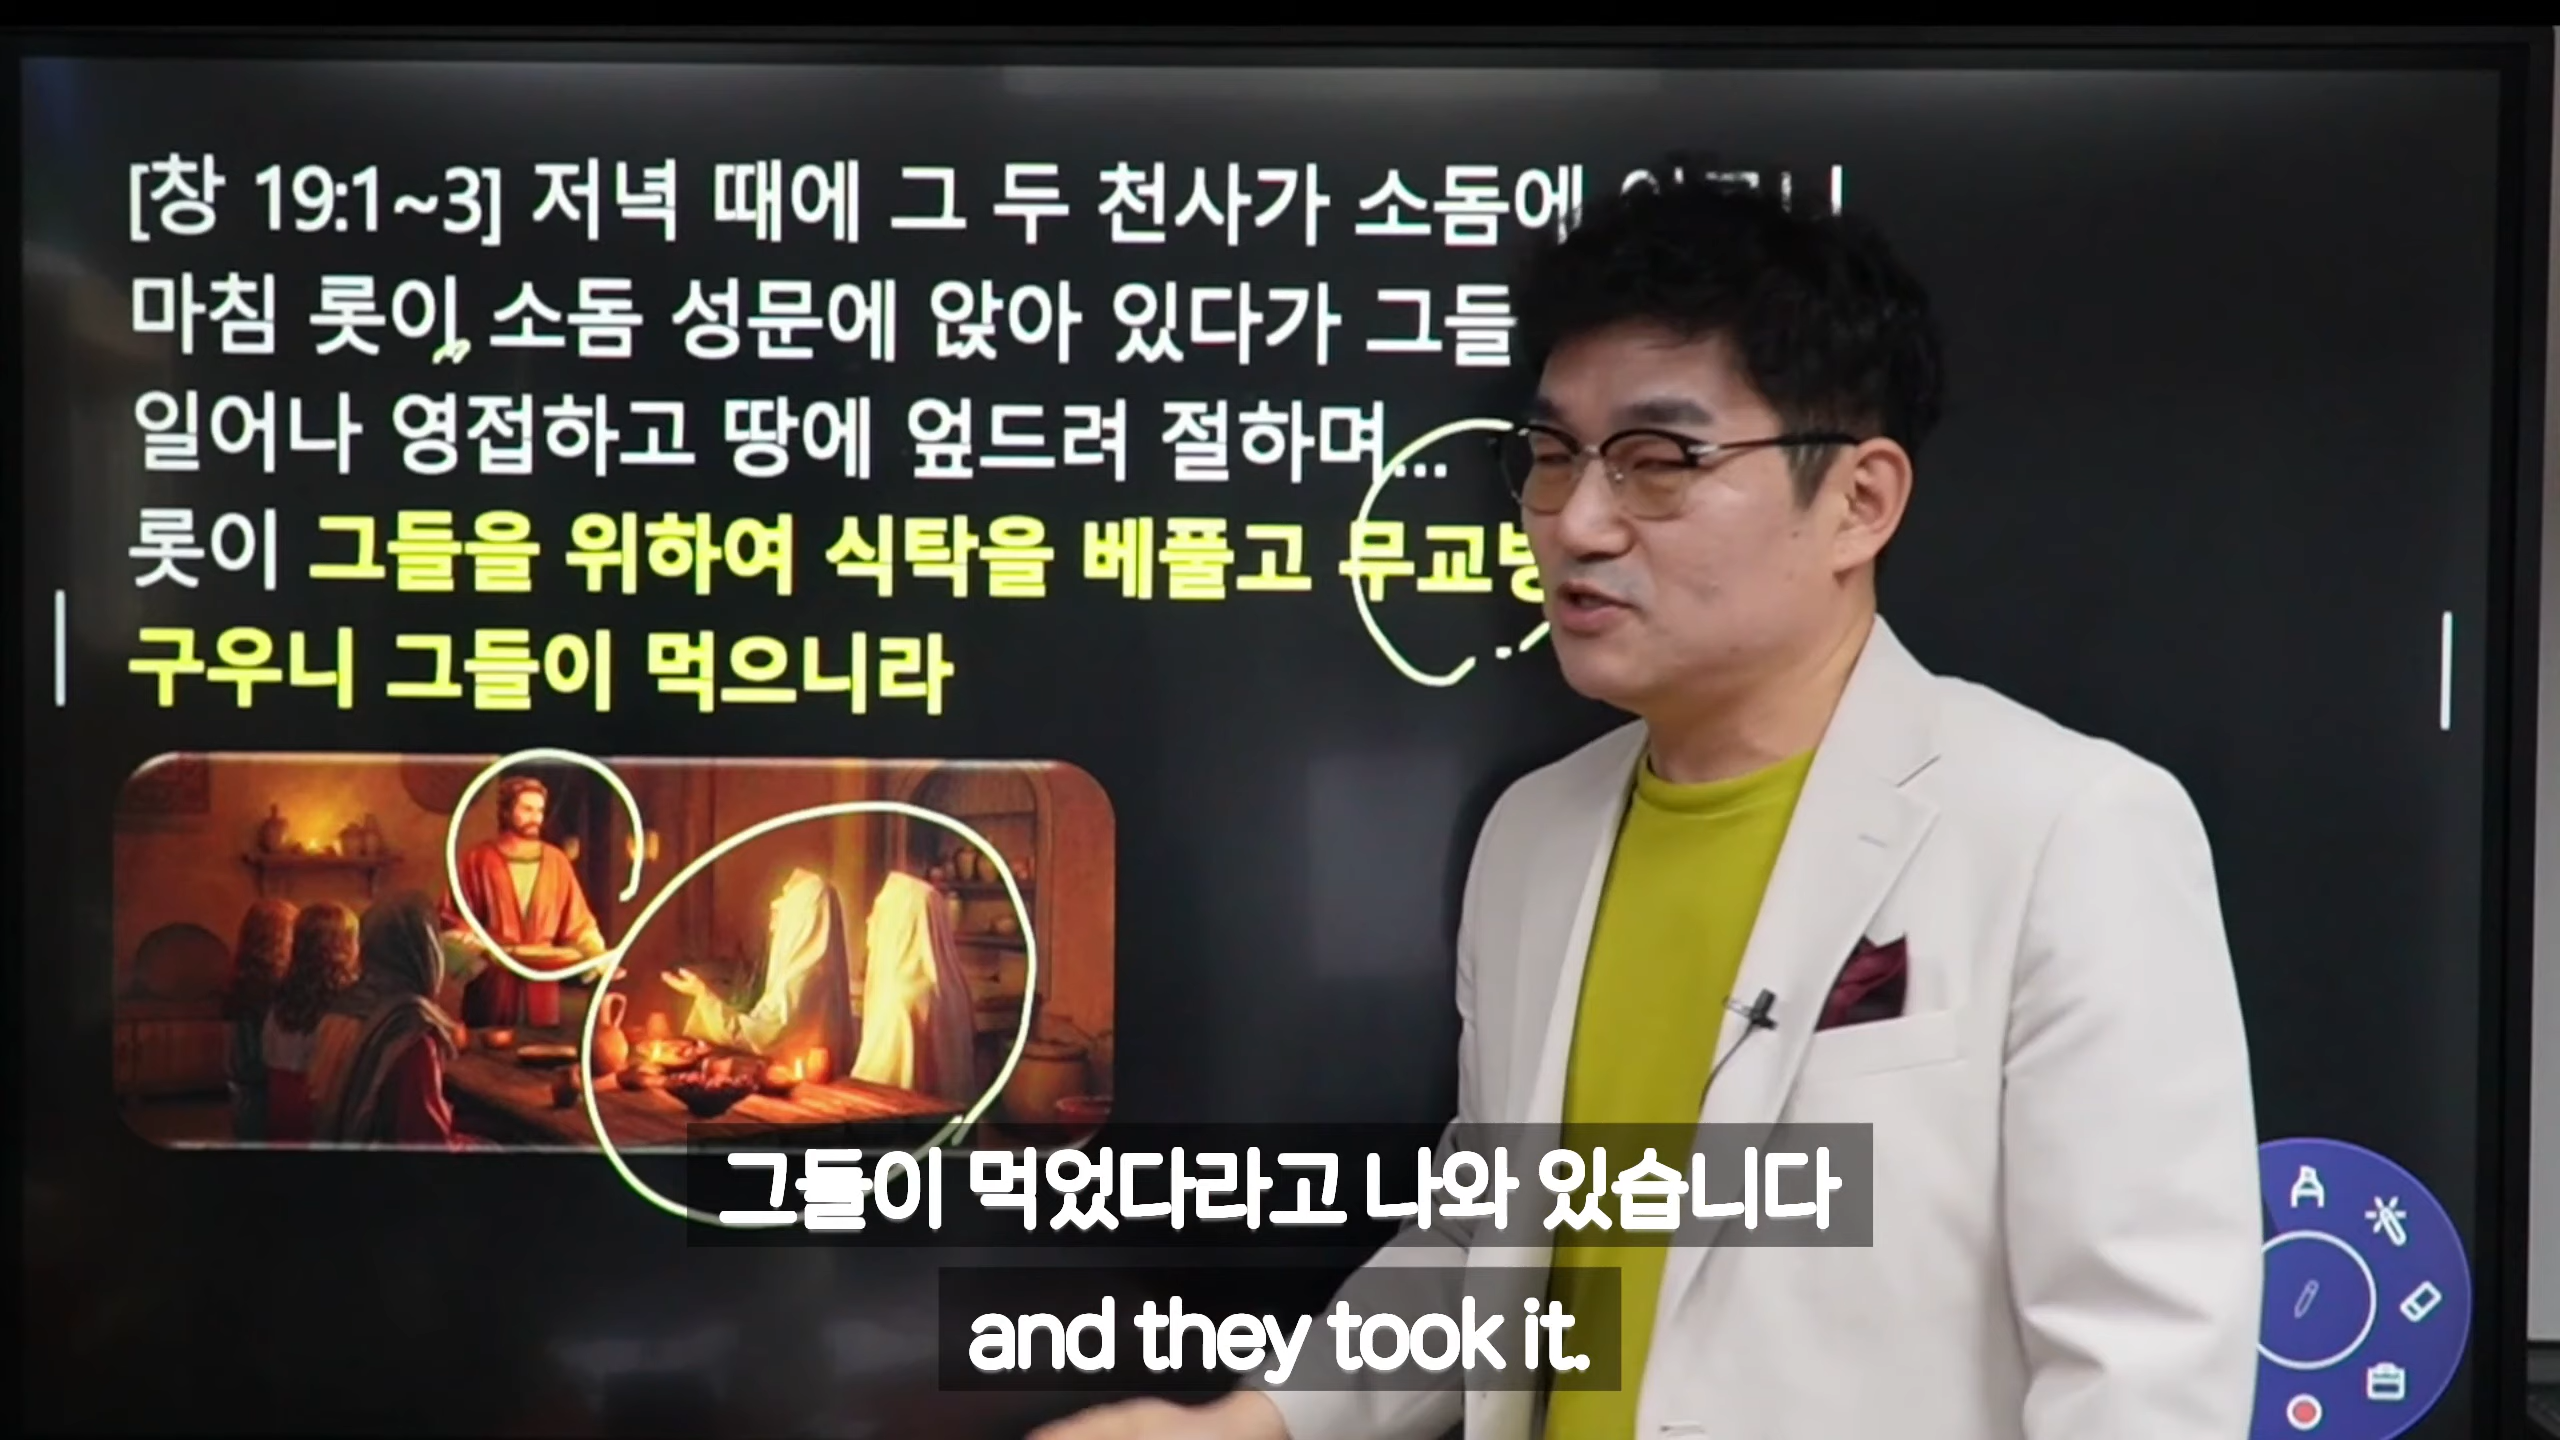 [창 19:1~3] 저녁 때에 그 두 천사가 소돔에
마침 롯이 소돔 성문에 앉아 있다가 그들
일어나 영접하고 땅에 엎드려 절하며...
롯이 그들을 위하여 식탁을 베풀고 무교병
구우니 그들이 먹으니라
그들이 먹었다라고 나와 있습니다
and they took it.